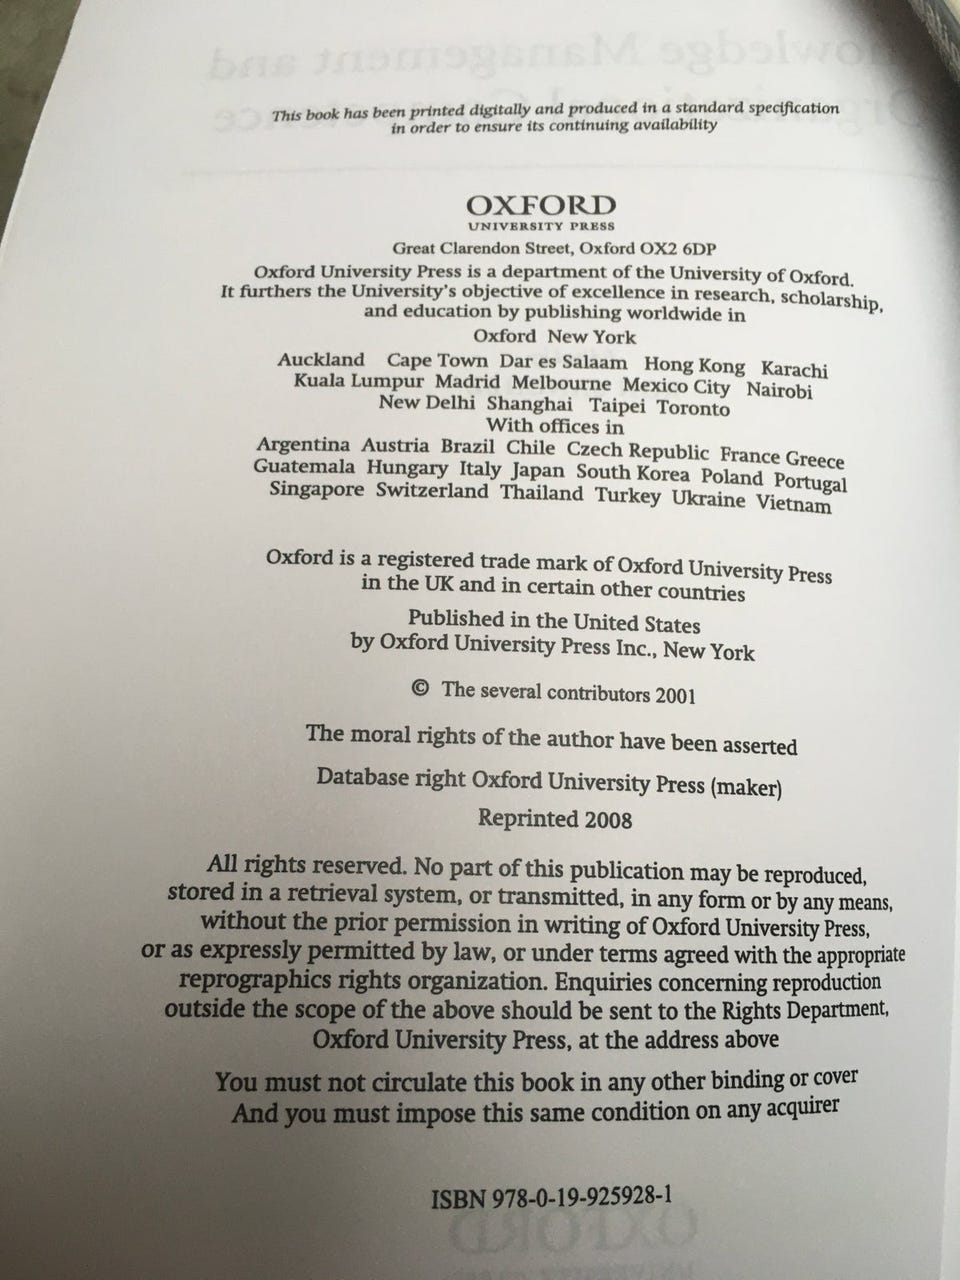 This book has been printed digitally and produced in a standard specification
in order to ensure its continuing availability
OXFORD
UNIVERSITY PRESS
Great Clarendon Street, Oxford OX2 6DP
Oxford University Press is a department of the University of Oxford.
It furthers the University's objective of excellence in research, scholarship,
and education by publishing worldwide in
Oxford New York
Auckland Cape Town Dar es Salaam Hong Kong Karachi
Kuala Lumpur Madrid Melbourne Mexico City Nairobi
New Delhi Shanghai Taipei Toronto
With offices in
Argentina Austria Brazil Chile Czech Republic France Greece
Guatemala Hungary Italy Japan South Korea Poland Portugal
Singapore Switzerland Thailand Turkey Ukraine Vietnam
Oxford is a registered trade mark of Oxford University Press
in the UK and in certain other countries
Published in the United States
by Oxford University Press Inc., New York
© The several contributors 2001
The moral rights of the author have been asserted
Database right Oxford University Press (maker)
Reprinted 2008
All rights reserved. No part of this publication may be reproduced,
stored in a retrieval system, or transmitted, in any form or by any means,
without the prior permission in writing of Oxford University Press,
or as expressly permitted by law, or under terms agreed with the appropriate
reprographics rights organization. Enquiries concerning reproduction
outside the scope of the above should be sent to the Rights Department,
Oxford University Press, at the address above
You must not circulate this book in any other binding or cover
And you must impose this same condition on any acquirer
ISBN 978-0-19-925928-1